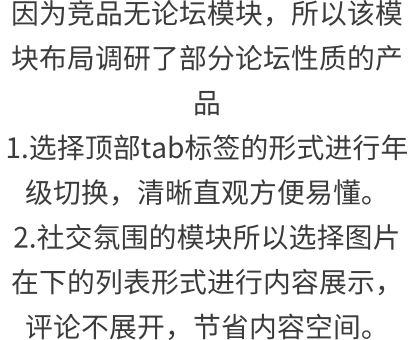 因为竞品无论坛模块，所以该模
块布局调研了部分论坛性质的产
品
1.选择顶部tab标签的形式进行年
级切换，清晰直观方便易懂。
2.社交氛围的模块所以选择图片
在下的列表形式进行内容展示，
评论不展开，节省内容空间。